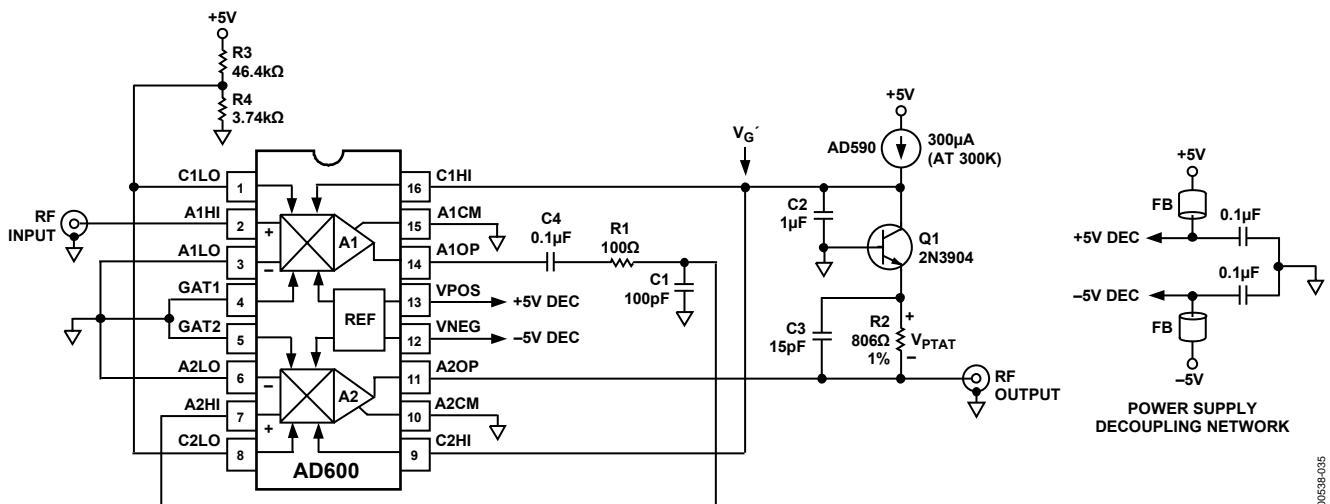 +5V
R3
46.4kΩ
R4
3.74kΩ
C1LO
1
A1HI
2
RF
INPUT
A1LO
3
GAT1
4
GAT2
5
A2LO
6
A2HI
7
C2LO
8
+
–
A1
REF
–
+
A2
AD600
16
C1HI
15
A1CM
14
A1OP
13
VPOS
12
VNEG
11
A2OP
10
A2CM
9
C2HI
+5V DEC
–5V DEC
C4
0.1µF
R1
100Ω
C1
100pF
VG´
C2
1µF
+5V
AD590
300µA
(AT 300K)
Q1
2N3904
C3
15pF
R2
806Ω
1%
+
VPTAT
–
RF
OUTPUT
+5V
FB
0.1µF
+5V DEC
0.1µF
–5V DEC
FB
–5V
POWER SUPPLY
DECOUPLING NETWORK
00538-035